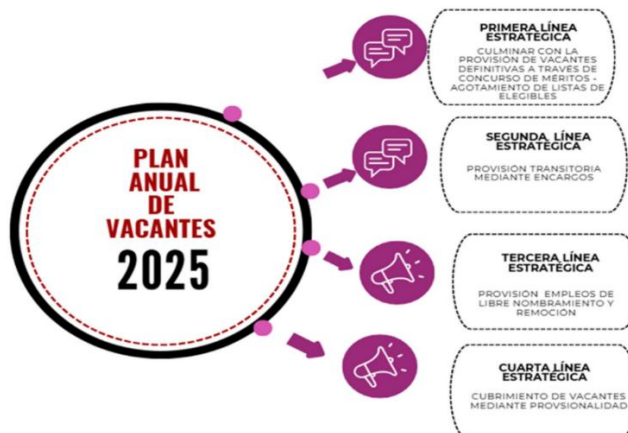 PLAN
ANUAL
DE
VACANTES
2025
PRIMERA LÍNEA
ESTRATÉGICA
CULMINAR CON LA
PROVISIÓN DE VACANTES
DEFINITIVAS A TRAVÉS DE
CONCURSO DE MÉRITOS -
AGOTAMIENTO DE LISTAS DE
ELEGIBLES
SEGUNDA LÍNEA
ESTRATÉGICA
PROVISIÓN TRANSITORIA
MEDIANTE ENCARGOS
TERCERA LÍNEA
ESTRATÉGICA
PROVISIÓN EMPLEOS DE
LIBRE NOMBRAMIENTO Y
REMOCIÓN
CUARTA LÍNEA
ESTRATÉGICA
CUBRIMIENTO DE VACANTES
MEDIANTE PROVSIONALIDAD